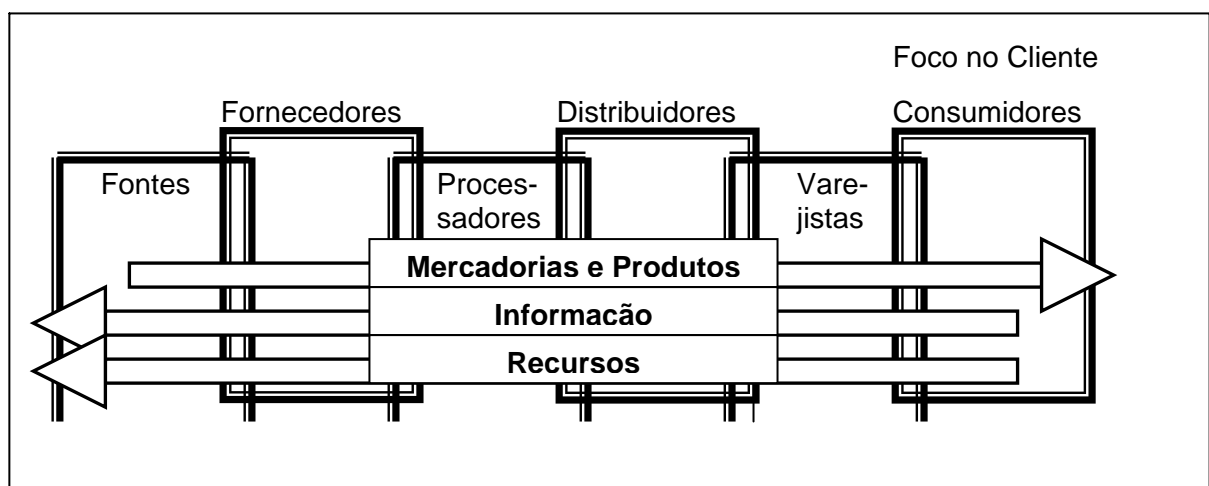 Foco no Cliente
Fornecedores
Distribuidores
Consumidores
Fontes
Proces-
sadores
Vare-
jistas
Mercadorias e Produtos
Informacão
Recursos